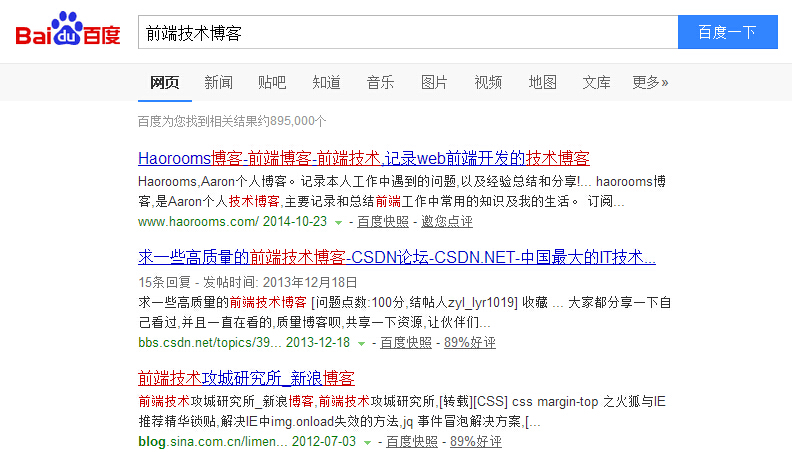 Bai du 百度 前端技术博客 百度一下
网页 新闻 贴吧 知道 音乐 图片 视频 地图 文库 更多»
百度为您找到相关结果约895,000个
Haorooms博客-前端博客-前端技术,记录web前端开发的技术博客
Haorooms,Aaron个人博客。记录本人工作中遇到的问题,以及经验总结和分享!... haorooms博
客,是Aaron个人技术博客,主要记录和总结前端工作中常用的知识及我的生活。 订阅...
www.haorooms.com/ 2014-10-23 - 百度快照 - 邀您点评
求一些高质量的前端技术博客-CSDN论坛-CSDN.NET-中国最大的IT技术...
15条回复 - 发帖时间: 2013年12月18日
求一些高质量的前端技术博客 [问题点数:100分,结帖人zyl_lyr1019] 收藏 ... 大家都分享一下自
己看过,并且一直在看的,质量博客呗,共享一下资源,让伙伴们...
bbs.csdn.net/topics/39... 2013-12-18 - 百度快照 - 89%好评
前端技术攻城研究所_新浪博客
前端技术攻城研究所_新浪博客,前端技术攻城研究所,[转载][CSS] css margin-top 之火狐与IE
推荐精华锁贴,解决IE中img.onload失效的方法,jq 事件冒泡解决方案,[...
blog.sina.com.cn/limen... 2012-07-03 - 百度快照 - 89%好评